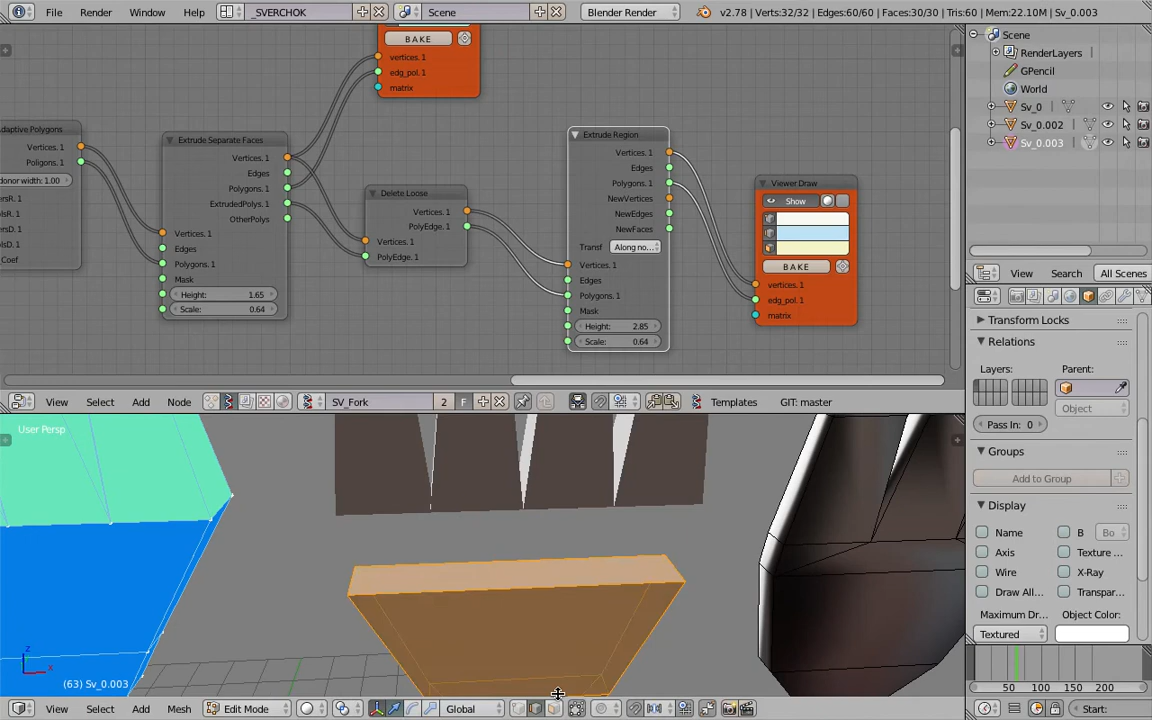 File Render Window Help _SVERCHOK Scene Blender Render v2.78 | Verts:32/32 | Edges:60/60 | Faces:30/30 | Tris:60 | Mem:22.10M | Sv_0.003
BAKE
vertices. 1
edg_pol. 1
matrix
daptive Polygons
Vertices. 1
Poligons. 1
donor width: 1.00
Coef
Extrude Separate Faces
Vertices. 1
Edges
Polygons. 1
ExtrudedPolys. 1
OtherPolys
Vertices. 1
Edges
Polygons. 1
Mask
Height: 1.65
Scale: 0.64
Delete Loose
Vertices. 1
PolyEdge. 1
Vertices. 1
PolyEdge. 1
Extrude Region
Vertices. 1
Edges
Polygons. 1
NewVertices
NewEdges
NewFaces
Transf Along no...
Vertices. 1
Edges
Polygons. 1
Mask
Height: 2.85
Scale: 0.64
Viewer Draw
Show
BAKE
vertices. 1
edg_pol. 1
matrix
Scene
RenderLayers
GPencil
World
Sv_0
Sv_0.002
Sv_0.003
View Search All Scenes
Transform Locks
Relations
Layers: Parent:
Object
Pass In: 0
Groups
Add to Group
Display
Name B Bo
Axis Texture ...
Wire X-Ray
Draw All... Transpar...
Maximum Dr... Object Color:
Textured
50 100 150 200
Start:
View Select Add Node SV_Fork 2 F Templates GIT: master
User Persp
z
x
(63) Sv_0.003
View Select Add Mesh Edit Mode Global